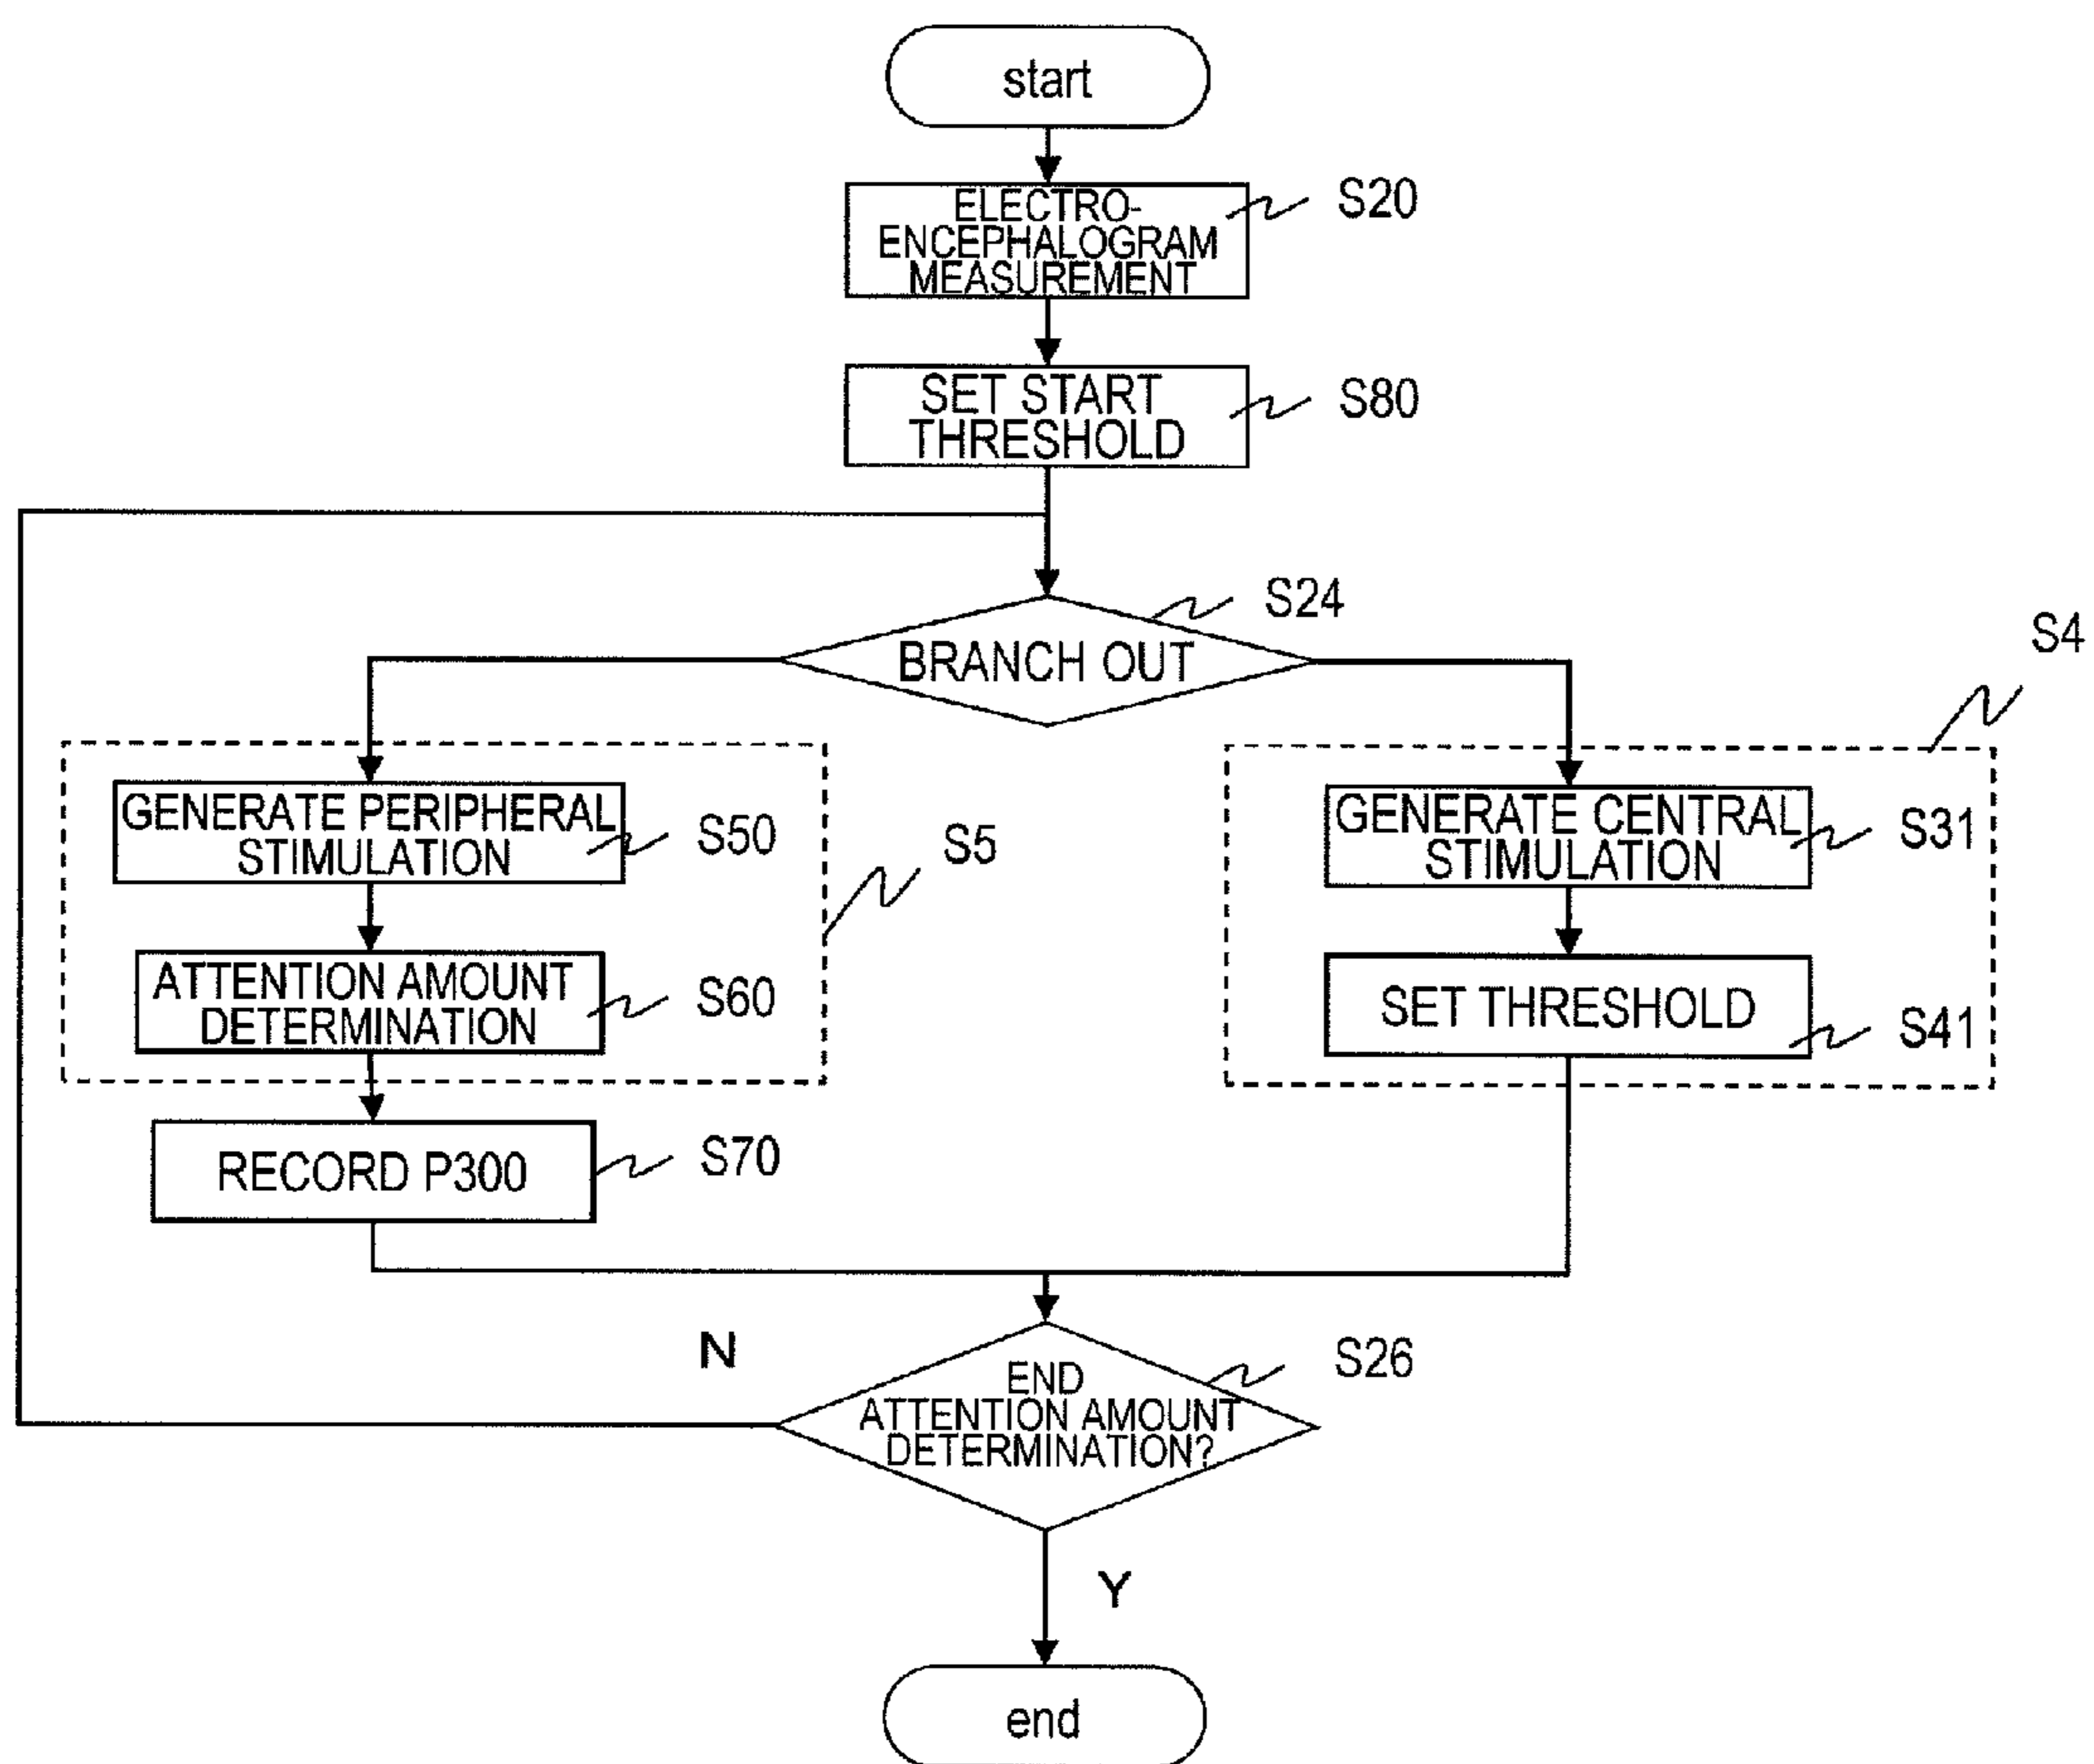 start
ELECTRO-
ENCEPHALOGRAM
MEASUREMENT
S20
SET START
THRESHOLD
S80
S24
BRANCH OUT
S4
GENERATE PERIPHERAL
STIMULATION
S50
S5
GENERATE CENTRAL
STIMULATION
S31
ATTENTION AMOUNT
DETERMINATION
S60
SET THRESHOLD
S41
RECORD P300
S70
N
END
ATTENTION AMOUNT
DETERMINATION?
S26
Y
end